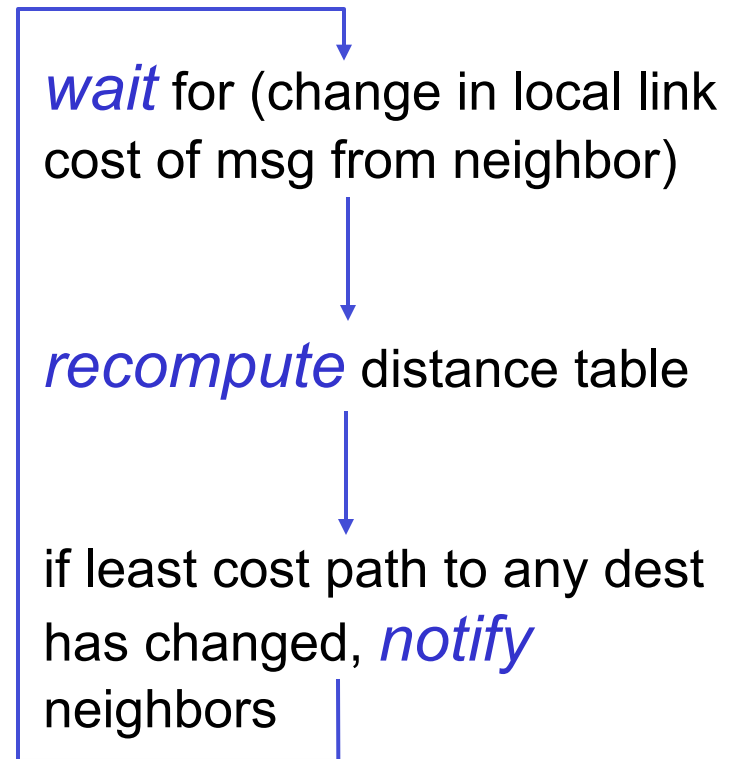 wait for (change in local link
cost of msg from neighbor)
recompute distance table
if least cost path to any dest
has changed, notify
neighbors